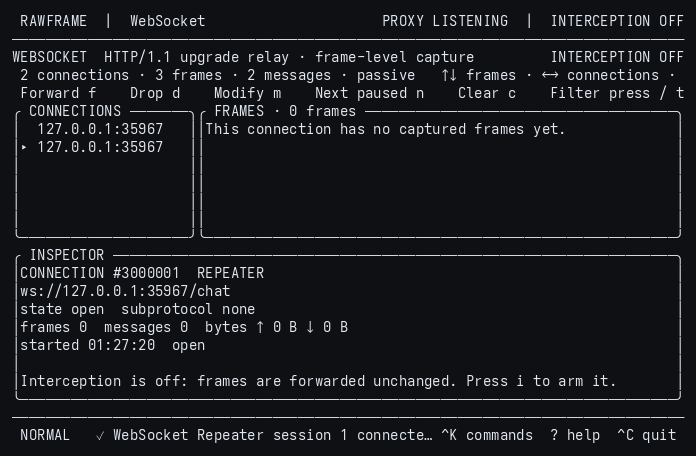 RAWFRAME | WebSocket PROXY LISTENING | INTERCEPTION OFF
WEBSOCKET HTTP/1.1 upgrade relay · frame-level capture INTERCEPTION OFF
2 connections · 3 frames · 2 messages · passive ↑↓ frames · ↔ connections ·
Forward f Drop d Modify m Next paused n Clear c Filter press / t
CONNECTIONS FRAMES · 0 frames
127.0.0.1:35967 This connection has no captured frames yet.
▸ 127.0.0.1:35967
INSPECTOR
CONNECTION #3000001 REPEATER
ws://127.0.0.1:35967/chat
state open subprotocol none
frames 0 messages 0 bytes ↑ 0 B ↓ 0 B
started 01:27:20 open
Interception is off: frames are forwarded unchanged. Press i to arm it.
NORMAL ✓ WebSocket Repeater session 1 connecte… ^K commands ? help ^C quit